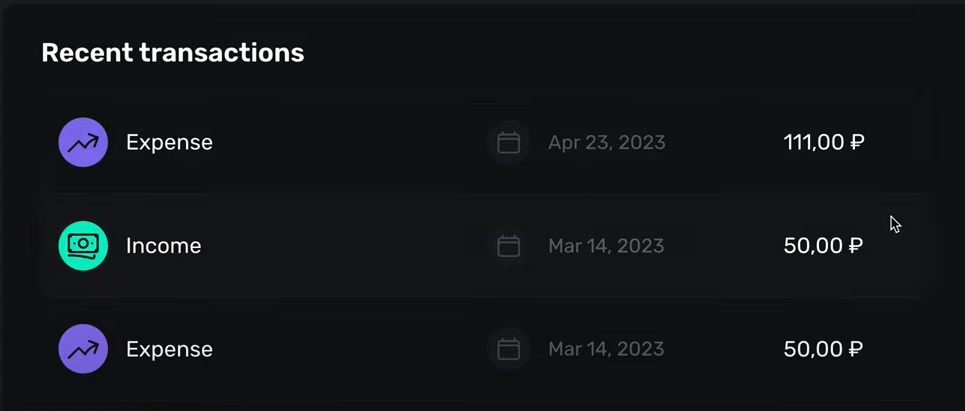 Recent transactions
Expense Apr 23, 2023 111,00 ₽
Income Mar 14, 2023 50,00 ₽
Expense Mar 14, 2023 50,00 ₽